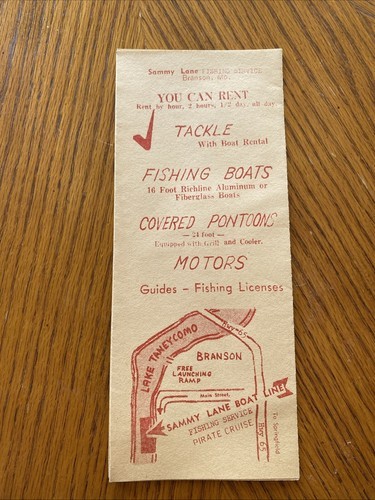 Sammy Lane FISHING SERVICE
Branson, Mo.
YOU CAN RENT
Rent by hour, 2 hours, 1/2 day, all day
TACKLE
With Boat Rental
FISHING BOATS
16 Foot Richline Aluminum or
Fiberglass Boats
COVERED PONTOONS
— 24 foot —
Equipped with Grill and Cooler.
MOTORS
Guides - Fishing Licenses
LAKE TANEYCOMO
Hwy 65
BRANSON
FREE
LAUNCHING
RAMP
Main Street
SAMMY LANE BOAT LINE
FISHING SERVICE
PIRATE CRUISE
Hwy 65
To Springfield